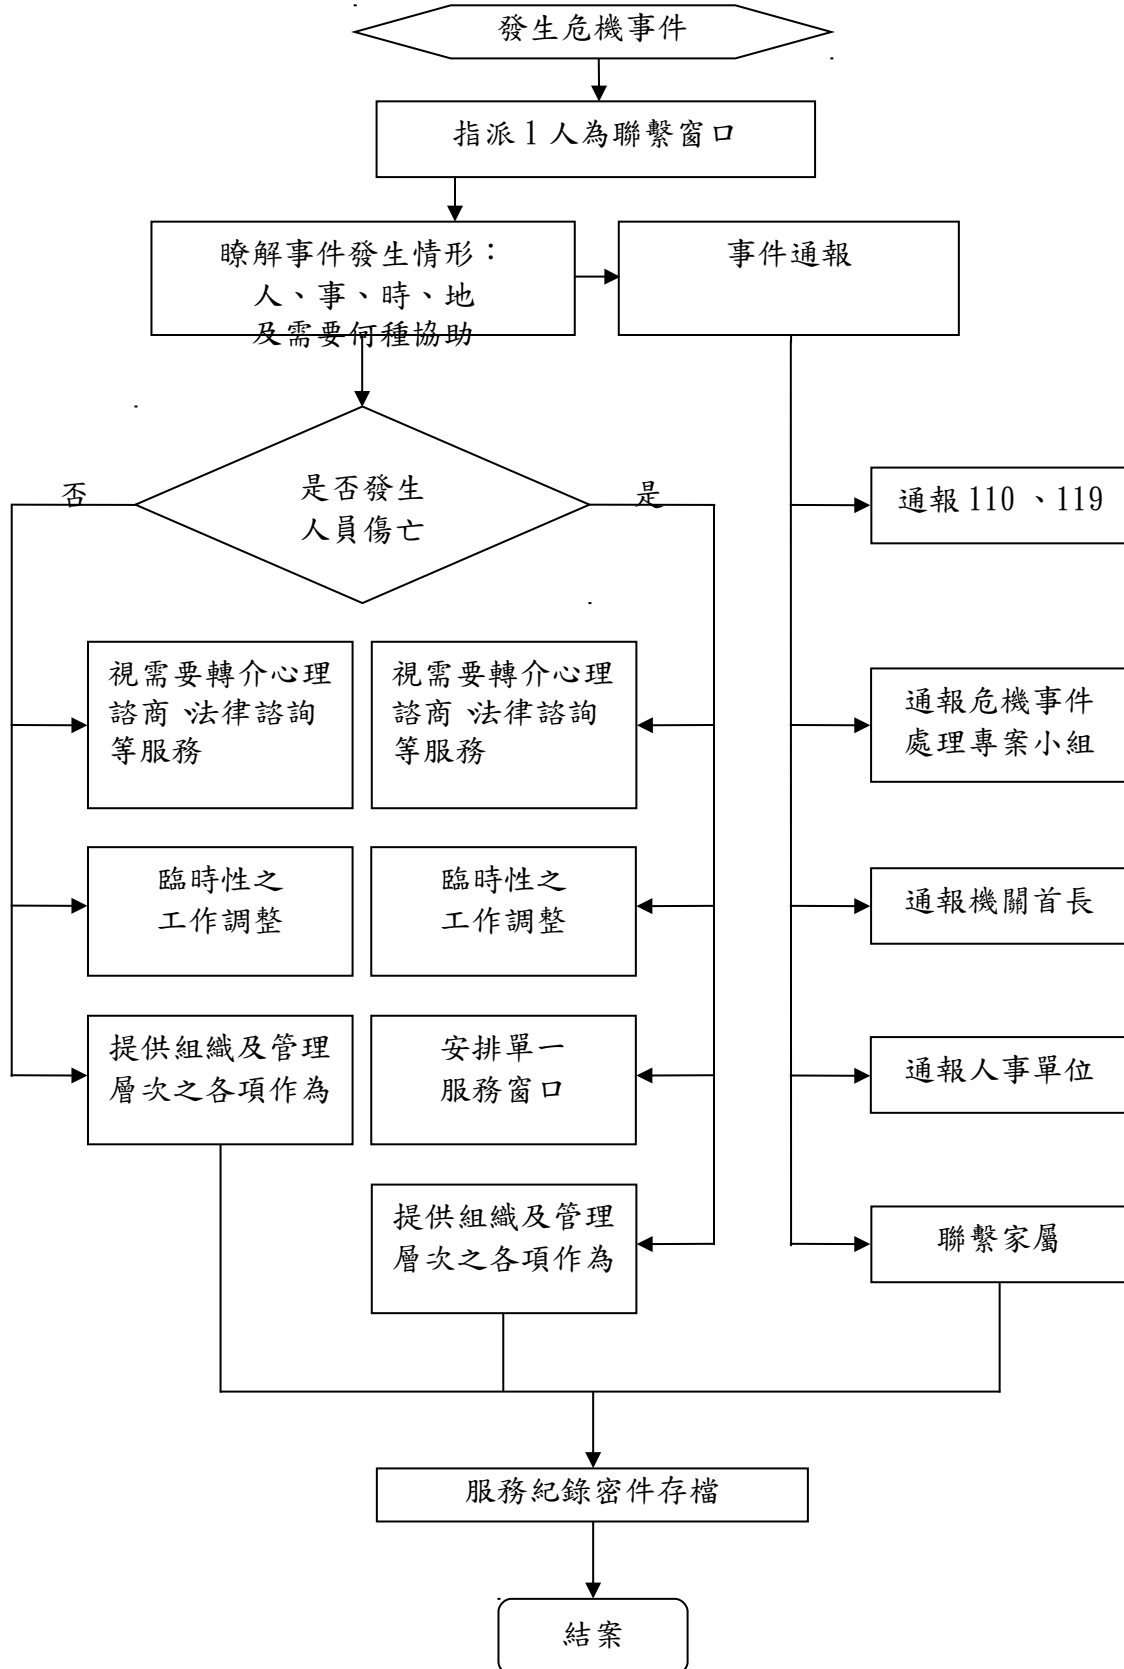 發生危機事件
指派1人為聯繫窗口
瞭解事件發生情形：
人、事、時、地
及需要何種協助
事件通報
是否發生
人員傷亡
否
是
通報110、119
視需要轉介心理
諮商、法律諮詢
等服務
視需要轉介心理
諮商、法律諮詢
等服務
通報危機事件
處理專案小組
臨時性之
工作調整
臨時性之
工作調整
通報機關首長
提供組織及管理
層次之各項作為
安排單一
服務窗口
通報人事單位
提供組織及管理
層次之各項作為
聯繫家屬
服務紀錄密件存檔
結案